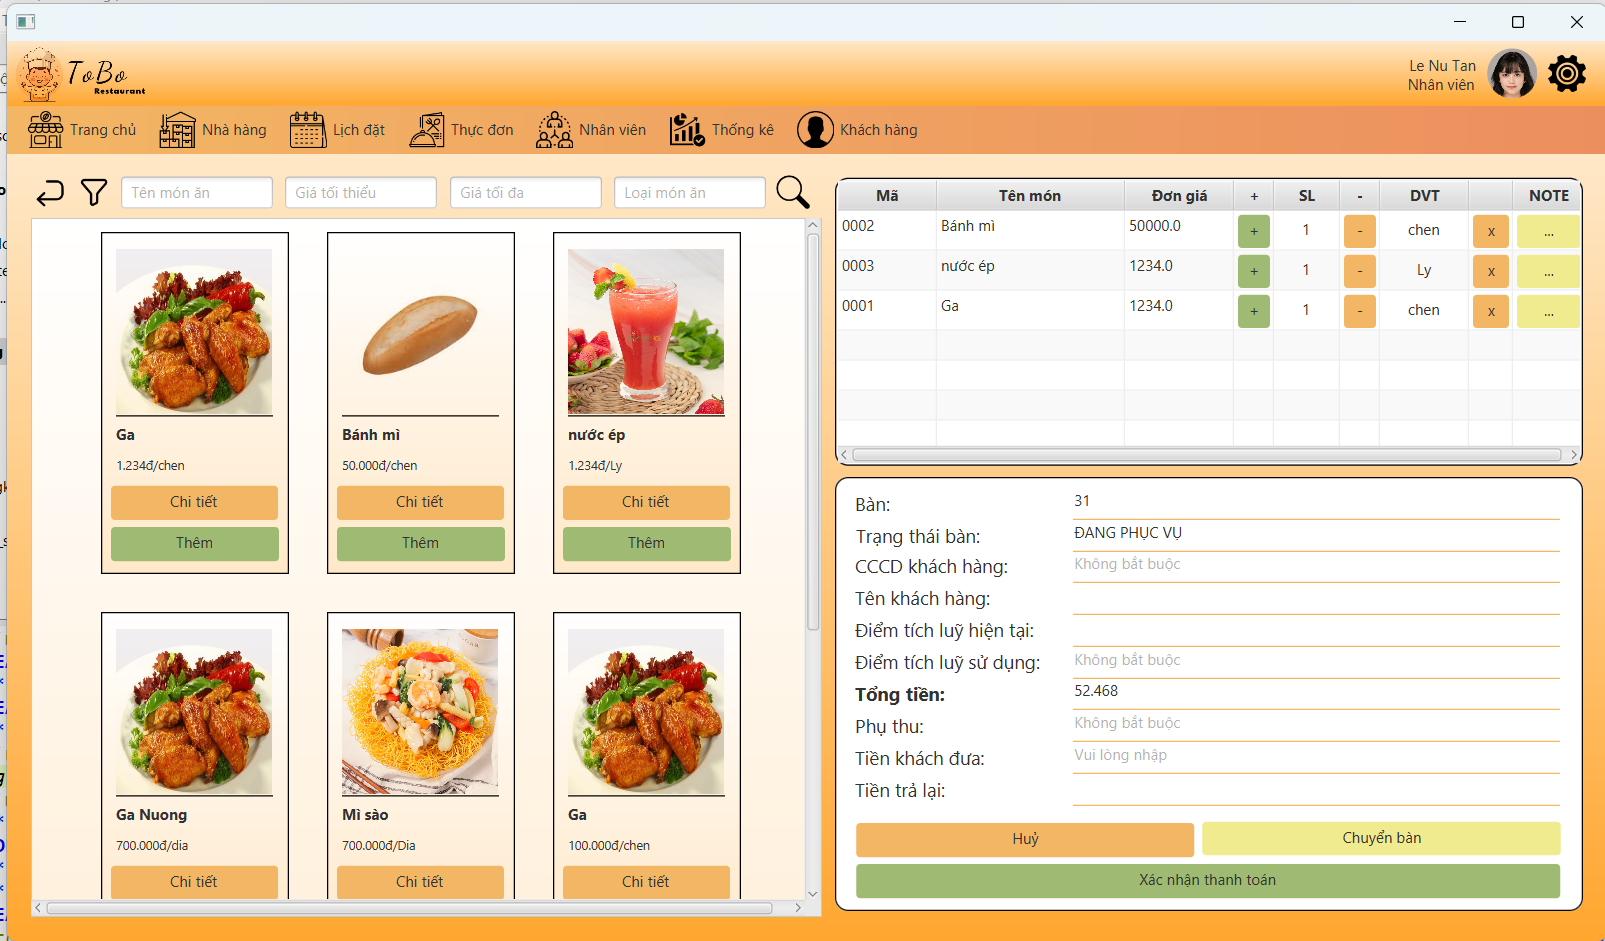 ToBo
Restaurant
Le Nu Tan
Nhân viên
Trang chủ
Nhà hàng
Lịch đặt
Thực đơn
Nhân viên
Thống kê
Khách hàng
Tên món ăn
Giá tối thiểu
Giá tối đa
Loại món ăn
Ga
1.234đ/chen
Chi tiết
Thêm
Bánh mì
50.000đ/chen
Chi tiết
Thêm
nước ép
1.234đ/Ly
Chi tiết
Thêm
Ga Nuong
700.000đ/dia
Chi tiết
Mì sào
700.000đ/Dia
Chi tiết
Ga
100.000đ/chen
Chi tiết
Mã Tên món Đơn giá + SL - DVT NOTE
0002 Bánh mì 50000.0 + 1 - chen x ...
0003 nước ép 1234.0 + 1 - Ly x ...
0001 Ga 1234.0 + 1 - chen x ...
Bàn: 31
Trạng thái bàn: ĐANG PHỤC VỤ
CCCD khách hàng: Không bắt buộc
Tên khách hàng:
Điểm tích luỹ hiện tại:
Điểm tích luỹ sử dụng: Không bắt buộc
Tổng tiền: 52.468
Phụ thu: Không bắt buộc
Tiền khách đưa: Vui lòng nhập
Tiền trả lại:
Huỷ
Chuyển bàn
Xác nhận thanh toán